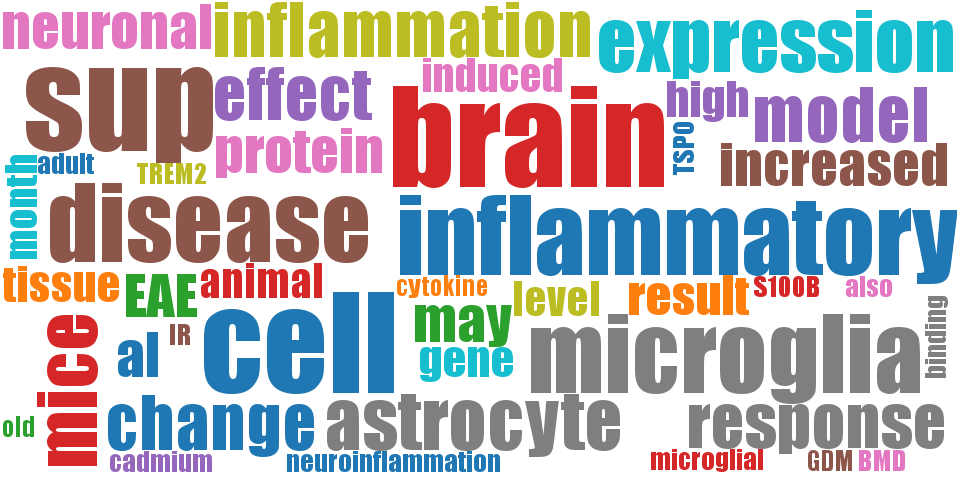 neuronal
inflammation
expression
sup
effect
induced
brain
high
model
protein
TSPO
increased
month
adult
TREM2
disease
inflammatory
tissue
EAE
animal
cytokine
level
result
S100B
also
mice
al
IR
cell
may
gene
microglia
binding
old
change
astrocyte
response
cadmium
neuroinflammation
microglial
GDM
BMD